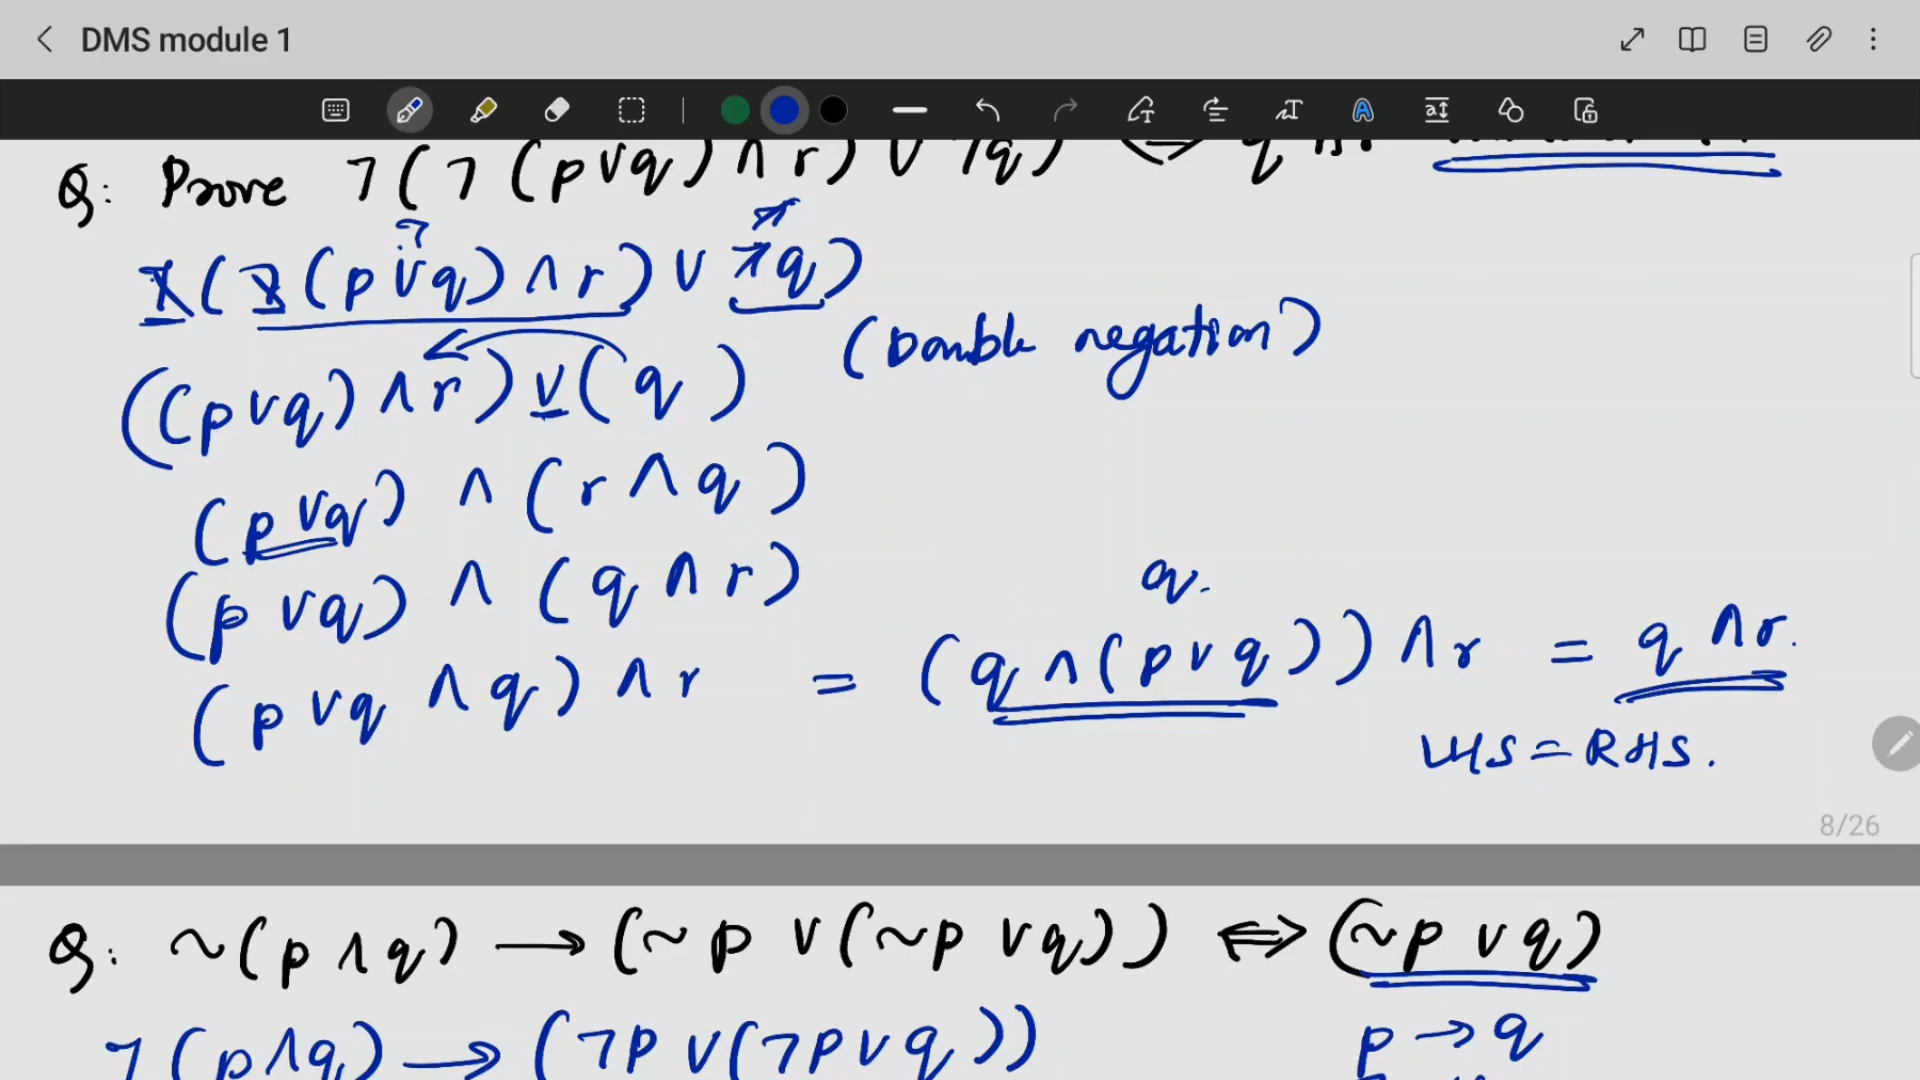 DMS module 1
Q: Prove ¬(¬(p∨q)∧r)∨¬q) ⟺ q∧r
¬(¬(p∨q)∧r)∨¬q)
((p∨q)∧r)∨(q) (Double negation)
(p∨q)∧(r∧q)
(p∨q)∧(q∧r)
q.
(p∨q∧q)∧r = (q∧(p∨q))∧r = q∧r.
LHS = RHS.
8/26
Q: ~(p∧q) → (~p∨(~p∨q)) ⟺ (~p∨q)
¬(p∧q) → (¬p∨(¬p∨q))
p → q